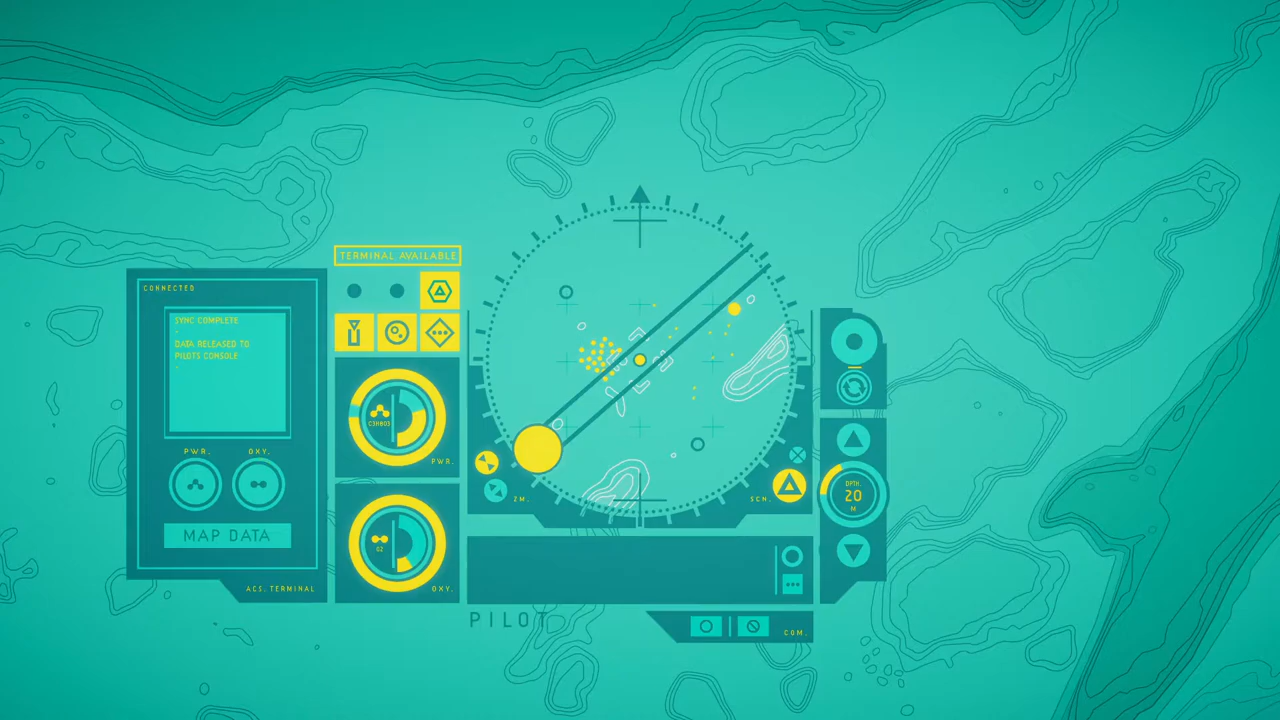 TERMINAL AVAILABLE
CONNECTED
SYNC COMPLETE
DATA RELEASED TO
PILOTS CONSOLE
PWR.
OXY.
MAP DATA
ACS. TERMINAL
C3H8O3
PWR.
O2
OXY.
ZM.
SCN.
DPTH.
20
M
PILOT
COM.